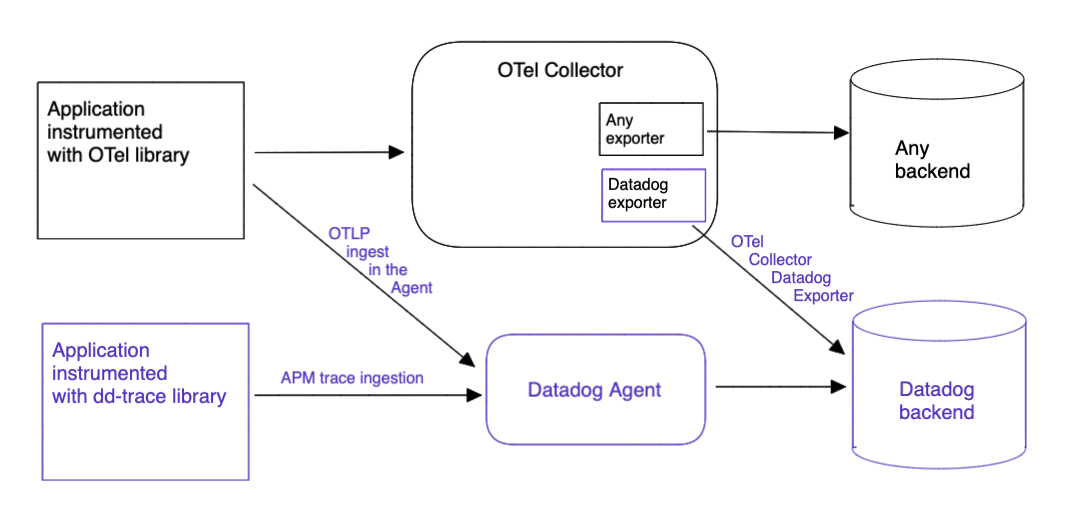 OTel Collector
Application
instrumented
with OTel library
Any
exporter
Datadog
exporter
Any
backend
OTLP
ingest
in the
Agent
OTel
Collector
Datadog
Exporter
Application
instrumented
with dd-trace library
APM trace ingestion
Datadog Agent
Datadog
backend